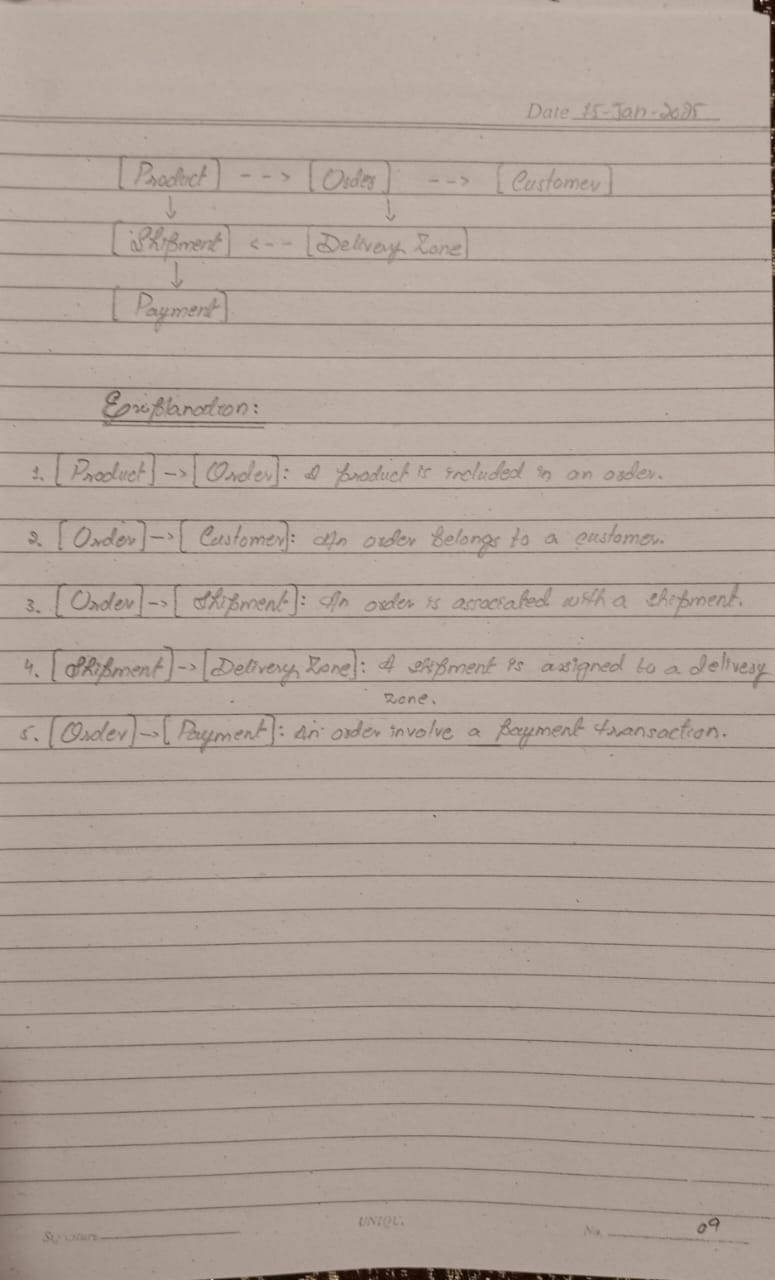 Date 15-Jan-2025
[Product] --> [Order] --> [Customer]
↓ ↓
[Shipment] <-- [Delivery Zone]
↓
[Payment]
Explanation:
1. [Product] -> [Order]: A product is included in an order.
2. [Order] -> [Customer]: An order belongs to a customer.
3. [Order] -> [Shipment]: An order is associated with a shipment.
4. [Shipment] -> [Delivery Zone]: A shipment is assigned to a delivery
zone.
5. [Order] -> [Payment]: An order involve a payment transaction.
UNIQUE
Signature No. 09